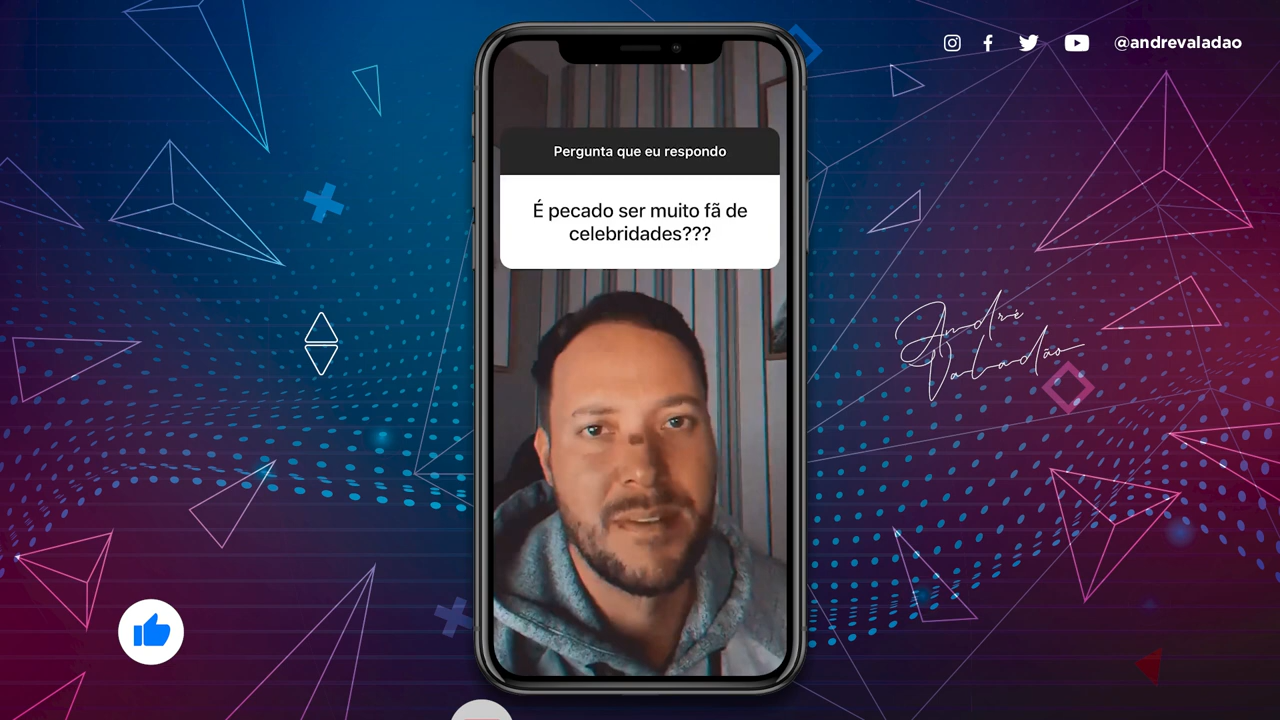 @andrevaladao
Pergunta que eu respondo
É pecado ser muito fã de
celebridades???
André
Valadão